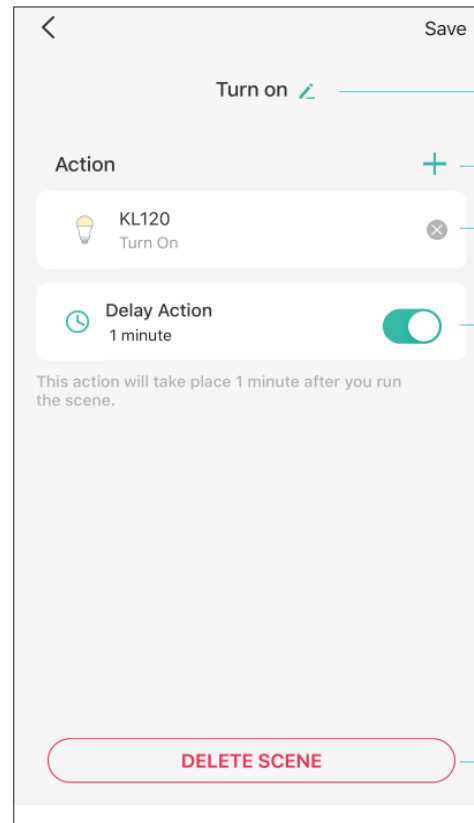 Save
Turn on
Action
KL120
Turn On
Delay Action
1 minute
This action will take place 1 minute after you run
the scene.
DELETE SCENE